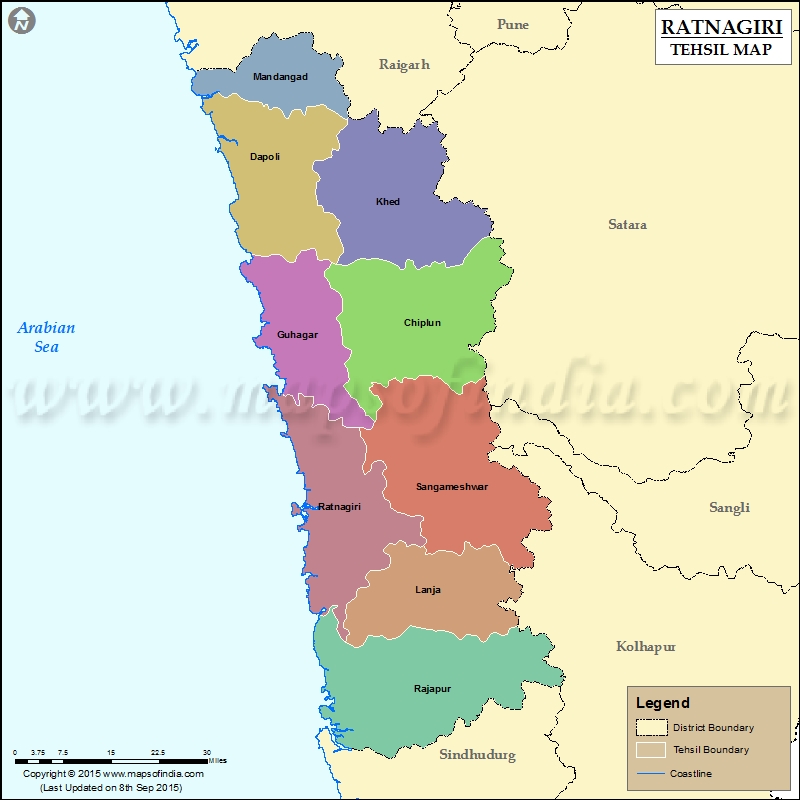 N
Pune
RATNAGIRI
TEHSIL MAP
Raigarh
Mandangad
Dapoli
Khed
Satara
Arabian
Sea
Chiplun
Guhagar
www.mapsofindia.com
Sangameshwar
Ratnagiri
Sangli
Lanja
Kolhapur
Rajapur
Legend
District Boundary
Tehsil Boundary
Coastline
Sindhudurg
0 3.75 7.5 15 22.5 30
Miles
Copyright © 2015 www.mapsofindia.com
(Last Updated on 8th Sep 2015)